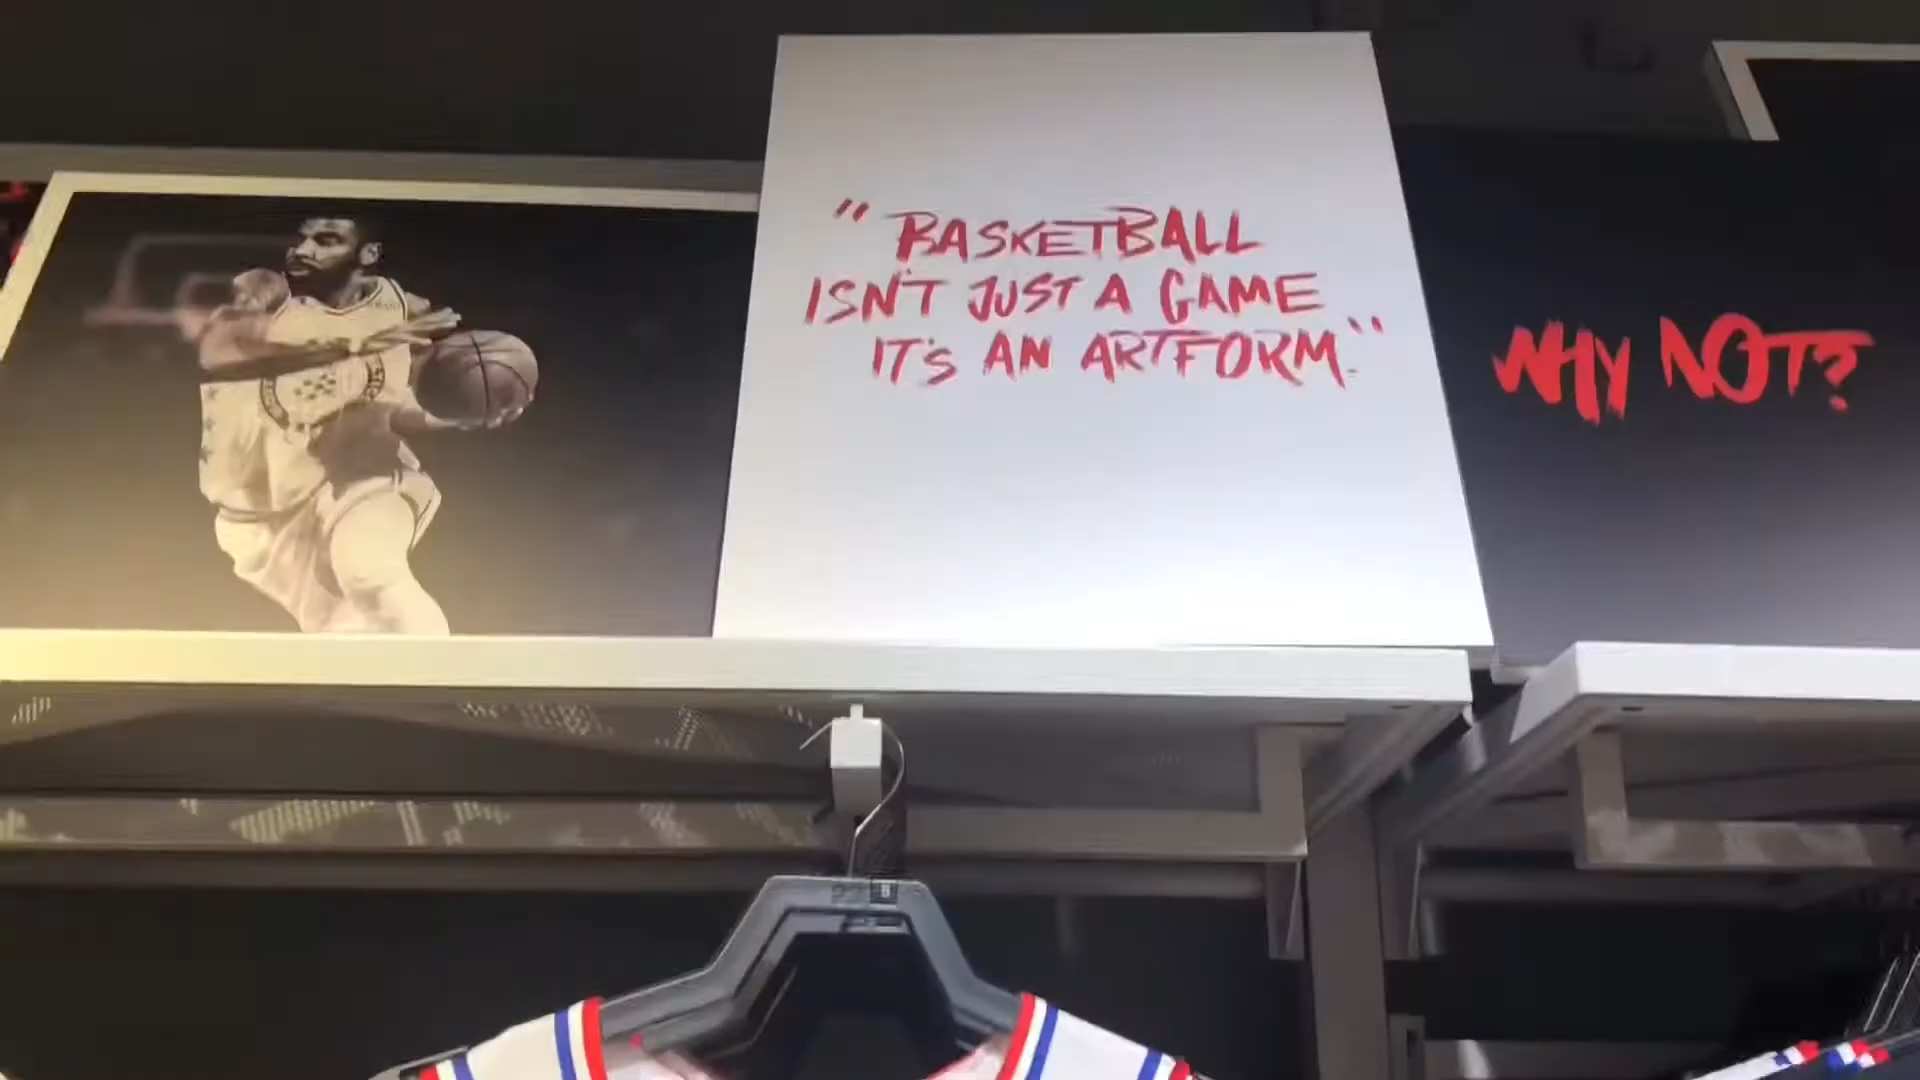 "BASKETBALL
ISN'T JUST A GAME
IT'S AN ARTFORM."
WHY NOT?